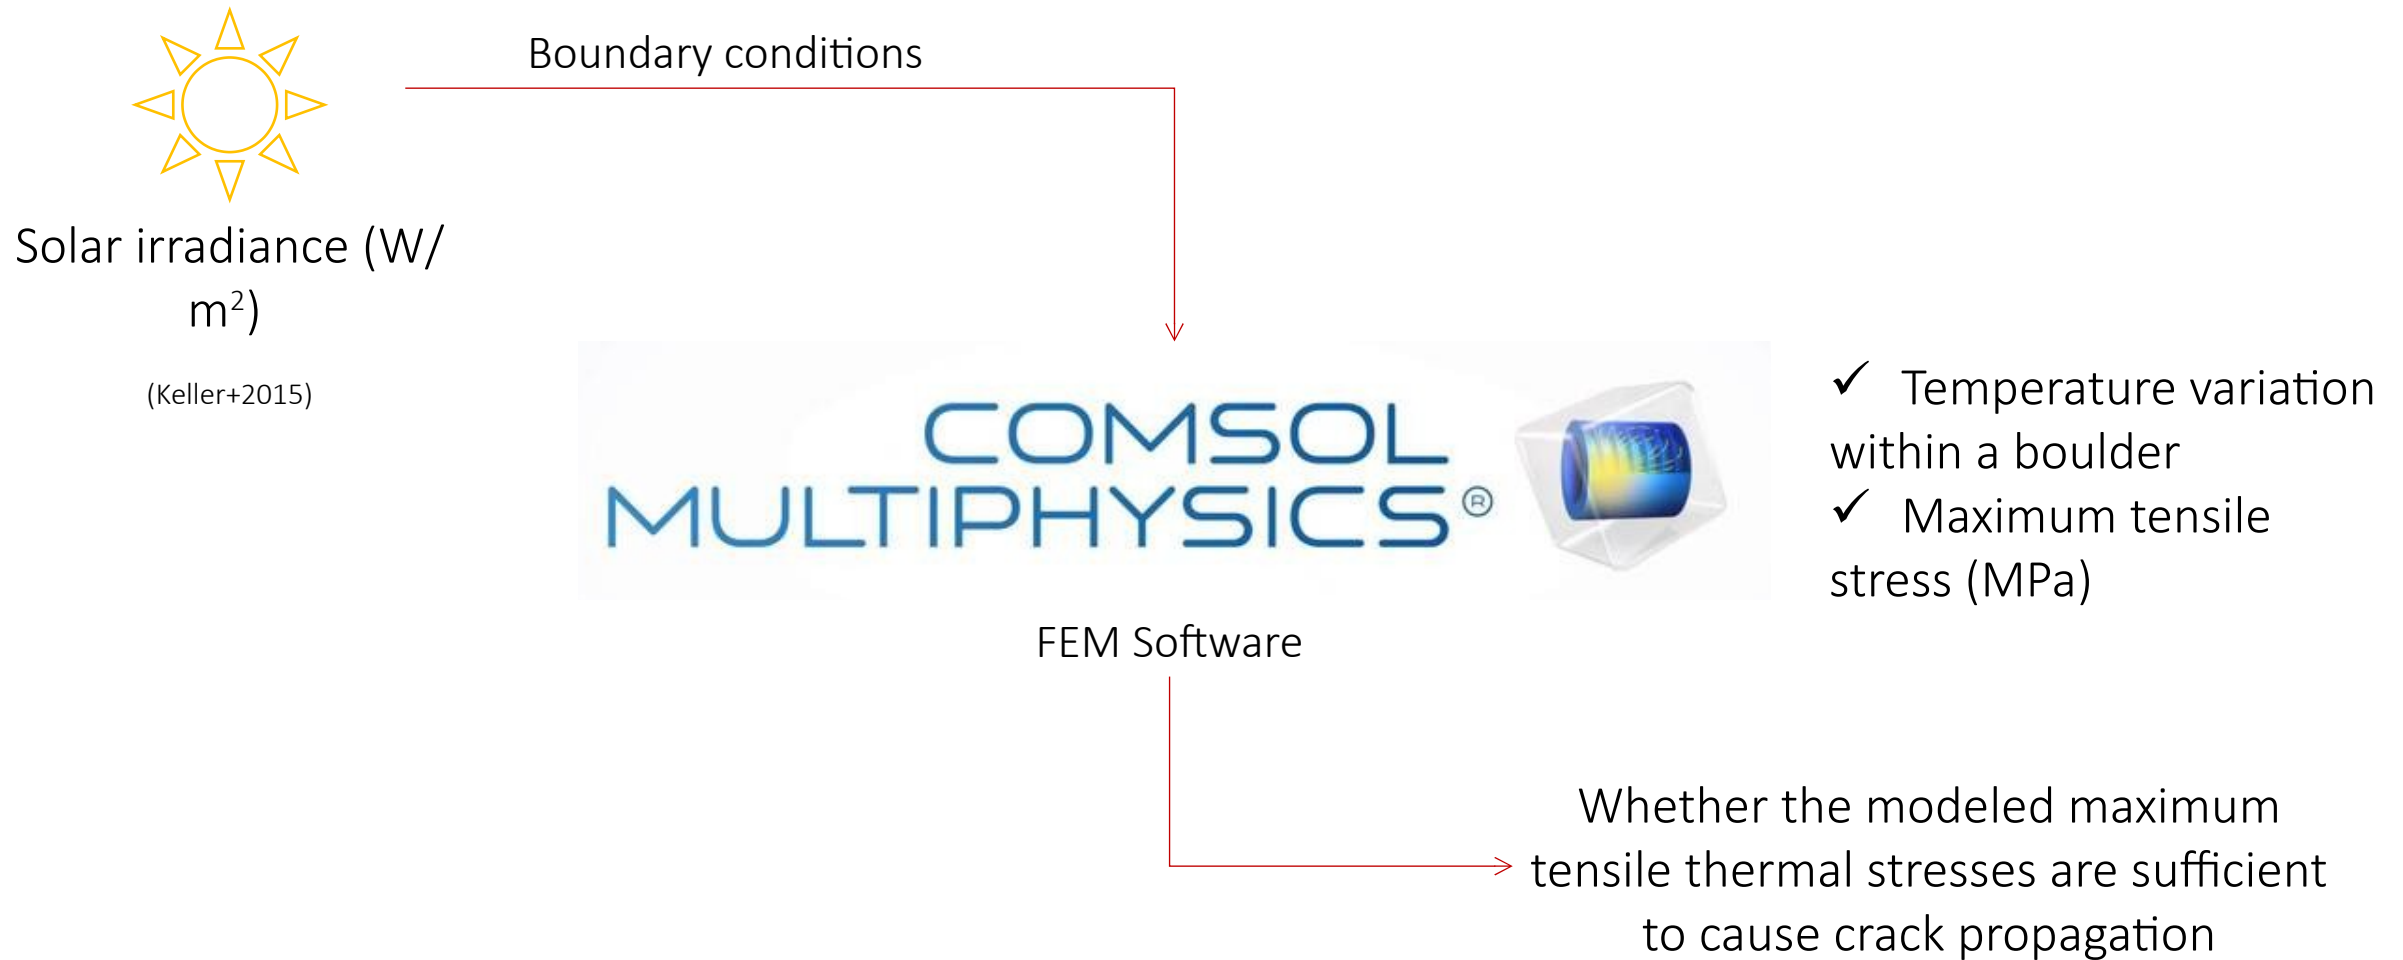 Boundary conditions
Solar irradiance (W/
m²)
(Keller+2015)
COMSOL
MULTIPHYSICS®
FEM Software
✓ Temperature variation
within a boulder
✓ Maximum tensile
stress (MPa)
Whether the modeled maximum
tensile thermal stresses are sufficient
to cause crack propagation